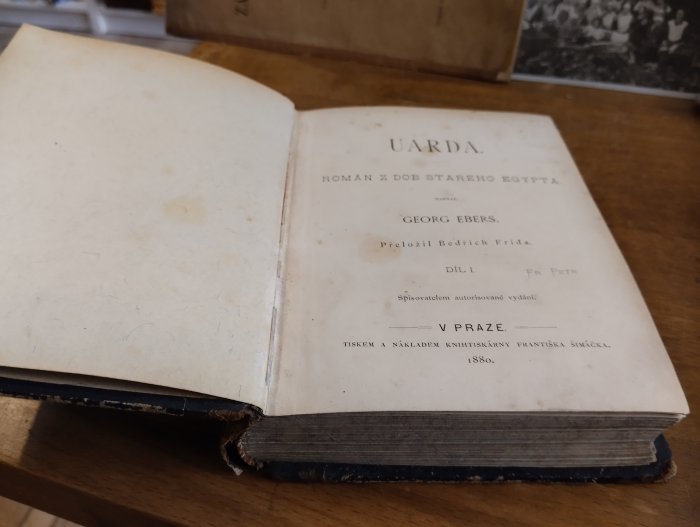 UARDA.
ROMÁN Z DOB STARÉHO EGYPTA.
NAPSAL
GEORG EBERS.
Přeložil Bedřich Frida.
DÍL I.
Spisovatelem autorisované vydání.
V PRAZE.
TISKEM A NÁKLADEM KNIHTISKÁRNY FRANTIŠKA ŠIMÁČKA.
1880.